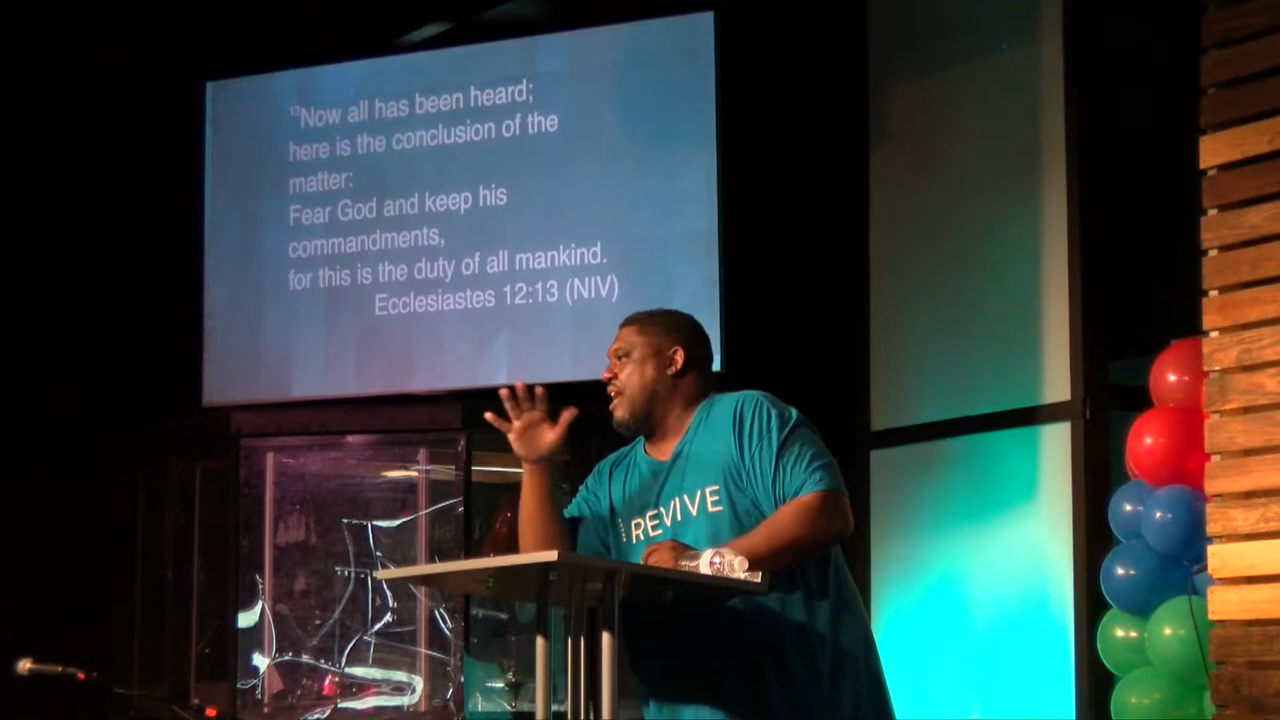 ¹³Now all has been heard;
here is the conclusion of the
matter:
Fear God and keep his
commandments,
for this is the duty of all mankind.
Ecclesiastes 12:13 (NIV)
REVIVE